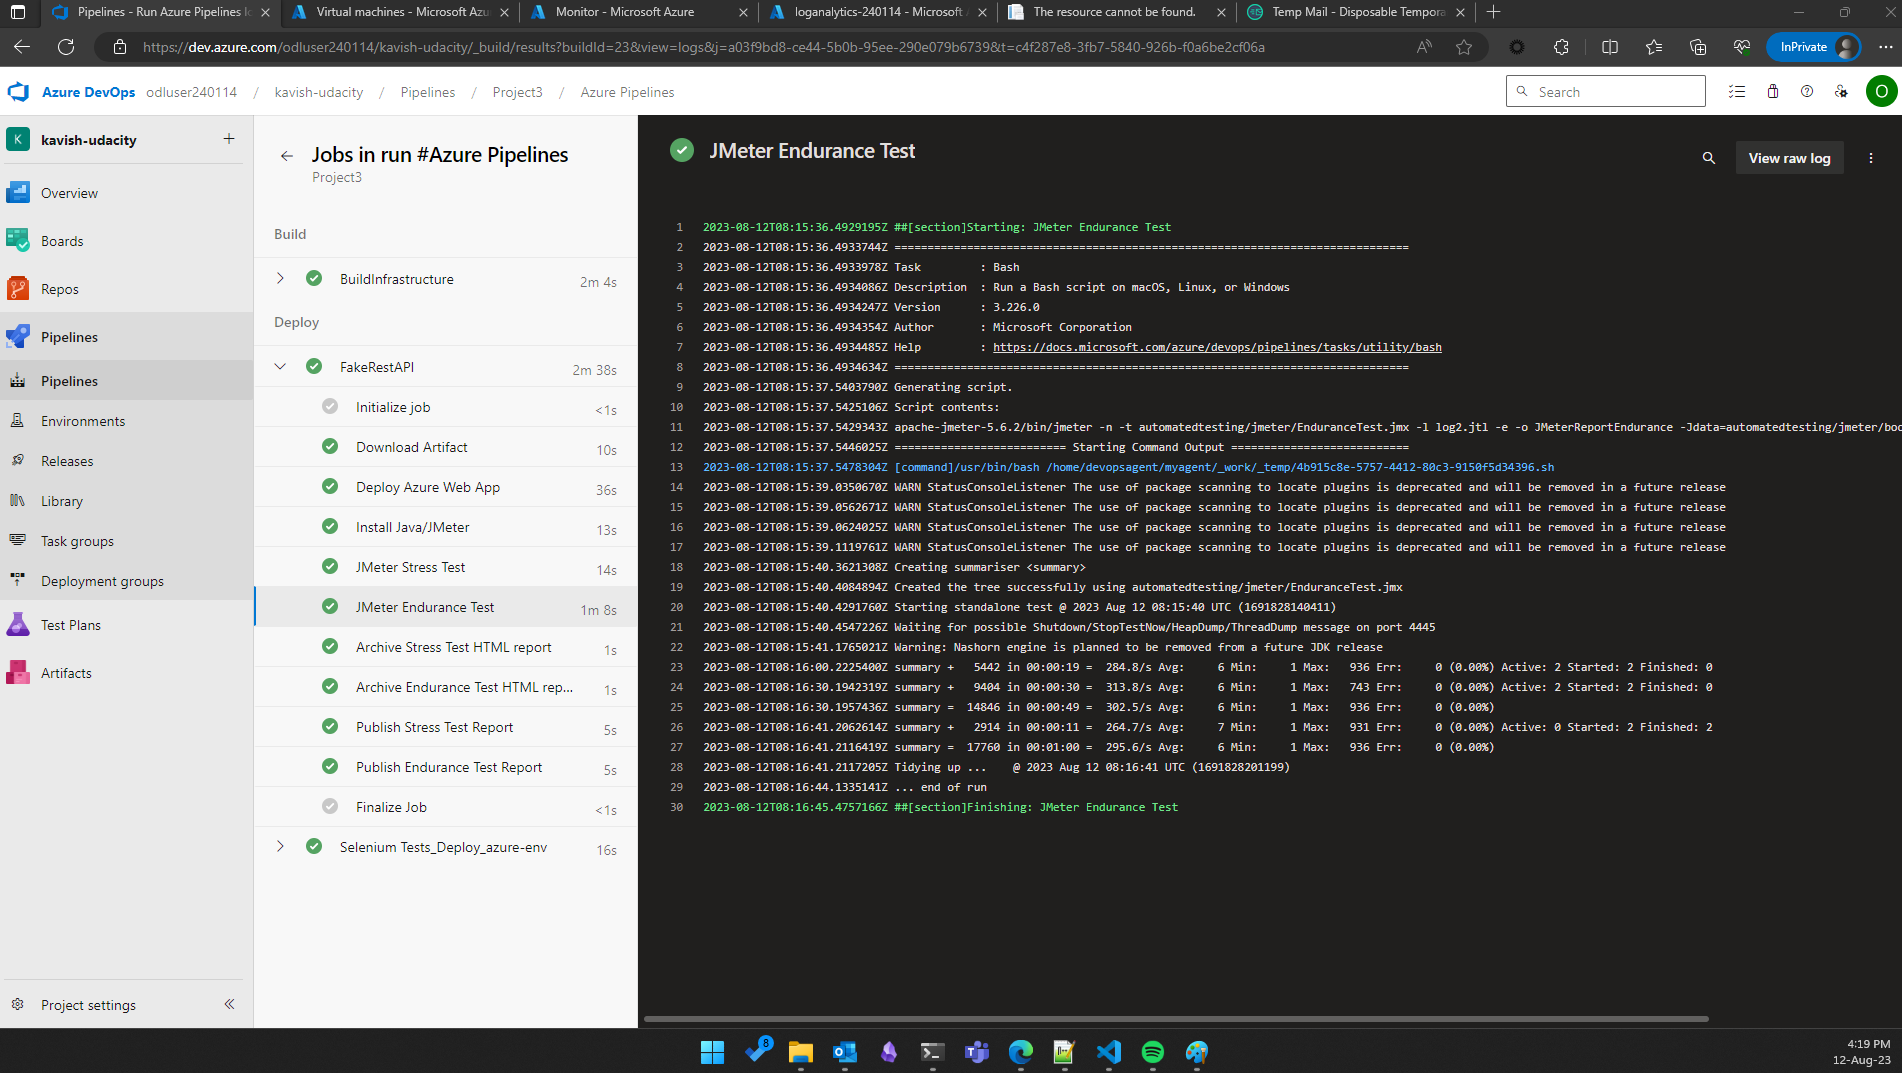 Pipelines - Run Azure Pipelines lo
Virtual machines - Microsoft Azu
Monitor - Microsoft Azure
loganalytics-240114 - Microsoft A
The resource cannot be found.
Temp Mail - Disposable Tempora
https://dev.azure.com/odluser240114/kavish-udacity/_build/results?buildId=23&view=logs&j=a03f9bd8-ce44-5b0b-95ee-290e079b6739&t=c4f287e8-3fb7-5840-926b-f0a6be2cf06a
InPrivate
Azure DevOps odluser240114 / kavish-udacity / Pipelines / Project3 / Azure Pipelines
Search
O
K kavish-udacity +
Overview
Boards
Repos
Pipelines
Pipelines
Environments
Releases
Library
Task groups
Deployment groups
Test Plans
Artifacts
Project settings
Jobs in run #Azure Pipelines
Project3
Build
BuildInfrastructure 2m 4s
Deploy
FakeRestAPI 2m 38s
Initialize job <1s
Download Artifact 10s
Deploy Azure Web App 36s
Install Java/JMeter 13s
JMeter Stress Test 14s
JMeter Endurance Test 1m 8s
Archive Stress Test HTML report 1s
Archive Endurance Test HTML rep... 1s
Publish Stress Test Report 5s
Publish Endurance Test Report 5s
Finalize Job <1s
Selenium Tests_Deploy_azure-env 16s
JMeter Endurance Test
View raw log
1 2023-08-12T08:15:36.4929195Z ##[section]Starting: JMeter Endurance Test
2 2023-08-12T08:15:36.4933744Z ==============================================================================
3 2023-08-12T08:15:36.4933978Z Task         : Bash
4 2023-08-12T08:15:36.4934086Z Description  : Run a Bash script on macOS, Linux, or Windows
5 2023-08-12T08:15:36.4934247Z Version      : 3.226.0
6 2023-08-12T08:15:36.4934354Z Author       : Microsoft Corporation
7 2023-08-12T08:15:36.4934485Z Help         : https://docs.microsoft.com/azure/devops/pipelines/tasks/utility/bash
8 2023-08-12T08:15:36.4934634Z ==============================================================================
9 2023-08-12T08:15:37.5403790Z Generating script.
10 2023-08-12T08:15:37.5425106Z Script contents:
11 2023-08-12T08:15:37.5429343Z apache-jmeter-5.6.2/bin/jmeter -n -t automatedtesting/jmeter/EnduranceTest.jmx -l log2.jtl -e -o JMeterReportEndurance -Jdata=automatedtesting/jmeter/boo
12 2023-08-12T08:15:37.5446025Z ========================== Starting Command Output ===========================
13 2023-08-12T08:15:37.5478304Z [command]/usr/bin/bash /home/devopsagent/myagent/_work/_temp/4b915c8e-5757-4412-80c3-9150f5d34396.sh
14 2023-08-12T08:15:39.0350670Z WARN StatusConsoleListener The use of package scanning to locate plugins is deprecated and will be removed in a future release
15 2023-08-12T08:15:39.0562671Z WARN StatusConsoleListener The use of package scanning to locate plugins is deprecated and will be removed in a future release
16 2023-08-12T08:15:39.0624025Z WARN StatusConsoleListener The use of package scanning to locate plugins is deprecated and will be removed in a future release
17 2023-08-12T08:15:39.1119761Z WARN StatusConsoleListener The use of package scanning to locate plugins is deprecated and will be removed in a future release
18 2023-08-12T08:15:40.3621308Z Creating summariser <summary>
19 2023-08-12T08:15:40.4084894Z Created the tree successfully using automatedtesting/jmeter/EnduranceTest.jmx
20 2023-08-12T08:15:40.4291760Z Starting standalone test @ 2023 Aug 12 08:15:40 UTC (1691828140411)
21 2023-08-12T08:15:40.4547226Z Waiting for possible Shutdown/StopTestNow/HeapDump/ThreadDump message on port 4445
22 2023-08-12T08:15:41.1765021Z Warning: Nashorn engine is planned to be removed from a future JDK release
23 2023-08-12T08:16:00.2225400Z summary +   5442 in 00:00:19 =  284.8/s Avg:     6 Min:     1 Max:   936 Err:     0 (0.00%) Active: 2 Started: 2 Finished: 0
24 2023-08-12T08:16:30.1942319Z summary +   9404 in 00:00:30 =  313.8/s Avg:     6 Min:     1 Max:   743 Err:     0 (0.00%) Active: 2 Started: 2 Finished: 0
25 2023-08-12T08:16:30.1957436Z summary =  14846 in 00:00:49 =  302.5/s Avg:     6 Min:     1 Max:   936 Err:     0 (0.00%)
26 2023-08-12T08:16:41.2062614Z summary +   2914 in 00:00:11 =  264.7/s Avg:     7 Min:     1 Max:   931 Err:     0 (0.00%) Active: 0 Started: 2 Finished: 2
27 2023-08-12T08:16:41.2116419Z summary =  17760 in 00:01:00 =  295.6/s Avg:     6 Min:     1 Max:   936 Err:     0 (0.00%)
28 2023-08-12T08:16:41.2117205Z Tidying up ...    @ 2023 Aug 12 08:16:41 UTC (1691828201199)
29 2023-08-12T08:16:44.1335141Z ... end of run
30 2023-08-12T08:16:45.4757166Z ##[section]Finishing: JMeter Endurance Test
8
4:19 PM
12-Aug-23